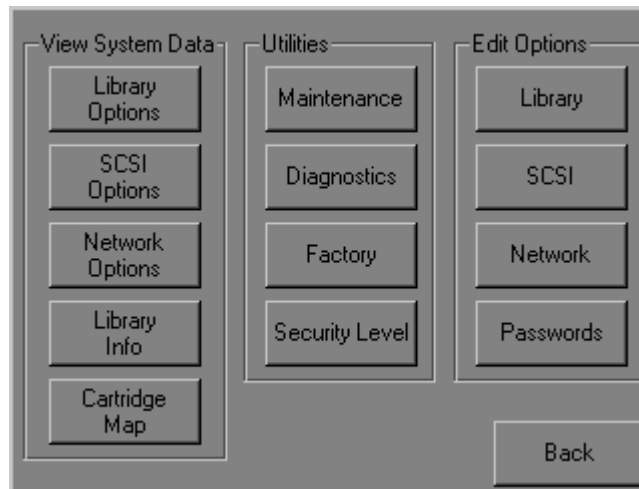 View System Data
Library
Options
SCSI
Options
Network
Options
Library
Info
Cartridge
Map
Utilities
Maintenance
Diagnostics
Factory
Security Level
Edit Options
Library
SCSI
Network
Passwords
Back